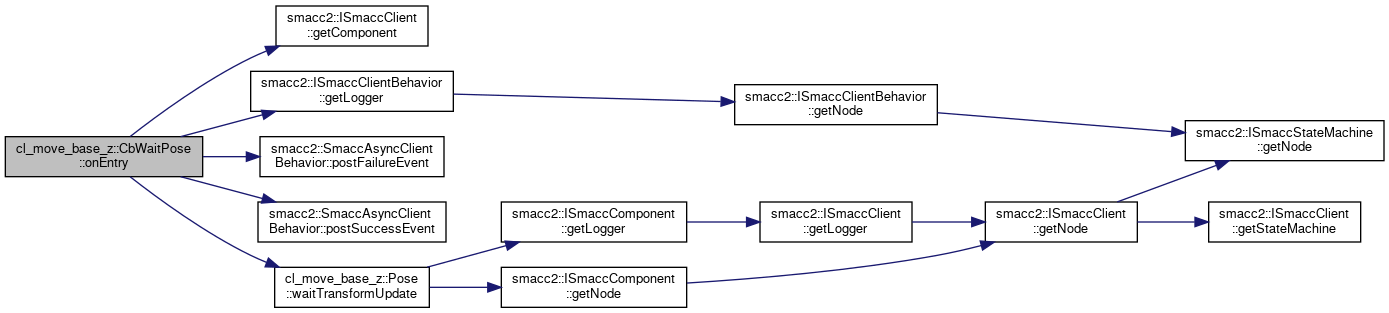 smacc2::ISmaccClient
::getComponent
smacc2::ISmaccClientBehavior
::getLogger
smacc2::ISmaccClientBehavior
::getNode
smacc2::ISmaccStateMachine
::getNode
cl_move_base_z::CbWaitPose
::onEntry
smacc2::SmaccAsyncClient
Behavior::postFailureEvent
smacc2::SmaccAsyncClient
Behavior::postSuccessEvent
smacc2::ISmaccComponent
::getLogger
smacc2::ISmaccClient
::getLogger
smacc2::ISmaccClient
::getNode
smacc2::ISmaccClient
::getStateMachine
cl_move_base_z::Pose
::waitTransformUpdate
smacc2::ISmaccComponent
::getNode